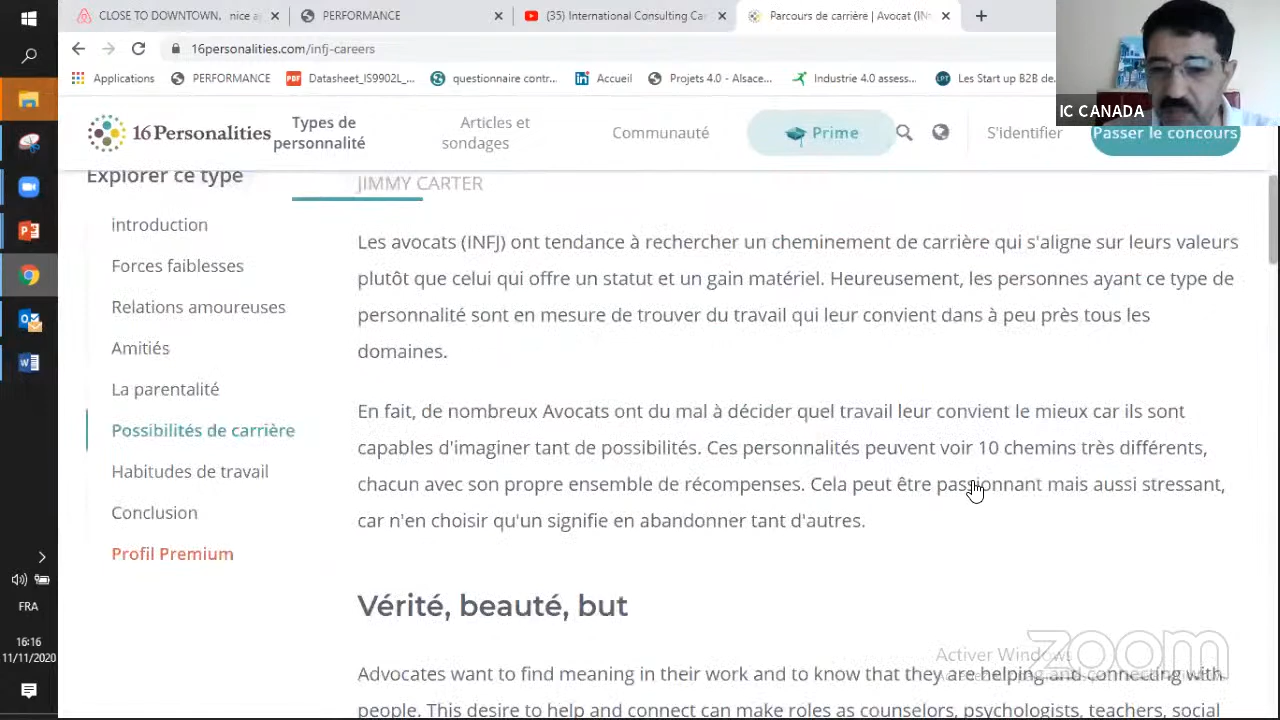 CLOSE TO DOWNTOWN. nice a
PERFORMANCE
(35) International Consulting Ca
Parcours de carrière | Avocat (IN
16personalities.com/infj-careers
Applications
PERFORMANCE
Datasheet_IS9902L_...
questionnaire contr...
Accueil
Projets 4.0 - Alsace...
Industrie 4.0 assess...
Les Start up B2B de
IC CANADA
16Personalities
Types de
personnalité
Articles et
sondages
Communauté
Prime
S'identifier
Passer le concours
Explorer ce type
introduction
Forces faiblesses
Relations amoureuses
Amitiés
La parentalité
Possibilités de carrière
Habitudes de travail
Conclusion
Profil Premium
JIMMY CARTER
Les avocats (INFJ) ont tendance à rechercher un cheminement de carrière qui s'aligne sur leurs valeurs
plutôt que celui qui offre un statut et un gain matériel. Heureusement, les personnes ayant ce type de
personnalité sont en mesure de trouver du travail qui leur convient dans à peu près tous les
domaines.
En fait, de nombreux Avocats ont du mal à décider quel travail leur convient le mieux car ils sont
capables d'imaginer tant de possibilités. Ces personnalités peuvent voir 10 chemins très différents,
chacun avec son propre ensemble de récompenses. Cela peut être passionnant mais aussi stressant,
car n'en choisir qu'un signifie en abandonner tant d'autres.
Vérité, beauté, but
Advocates want to find meaning in their work and to know that they are helping and connecting with
people. This desire to help and connect can make roles as counselors, psychologists, teachers, social
Activer Windows
zoom
FRA
16:16
11/11/2020